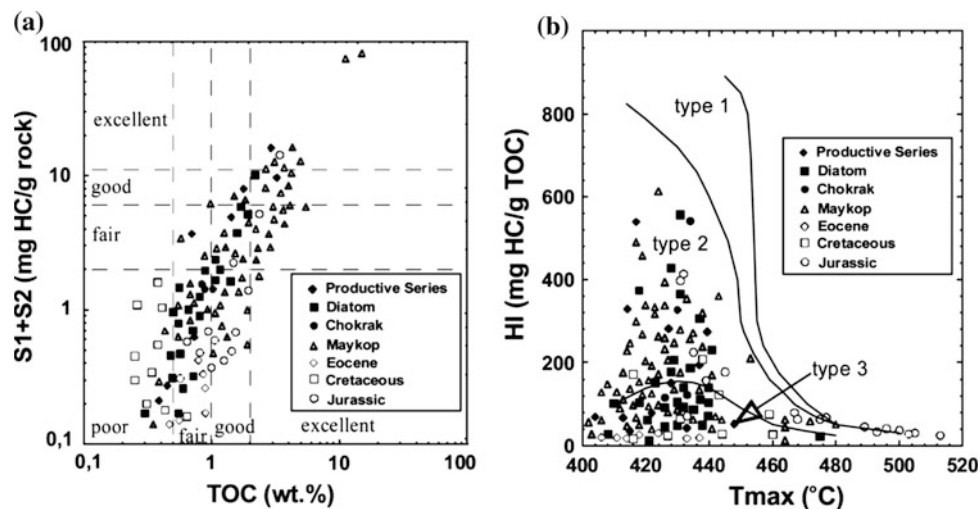 (a)
100
10
1
0,1
S1+S2 (mg HC/g rock)
excellent
good
fair
poor
fair
good
excellent
Productive Series
Diatom
Chokrak
Maykop
Eocene
Cretaceous
Jurassic
0,1
1
10
100
TOC (wt.%)
(b)
800
600
400
200
0
HI (mg HC/g TOC)
type 1
type 2
type 3
Productive Series
Diatom
Chokrak
Maykop
Eocene
Cretaceous
Jurassic
400
420
440
460
480
500
520
Tmax (°C)